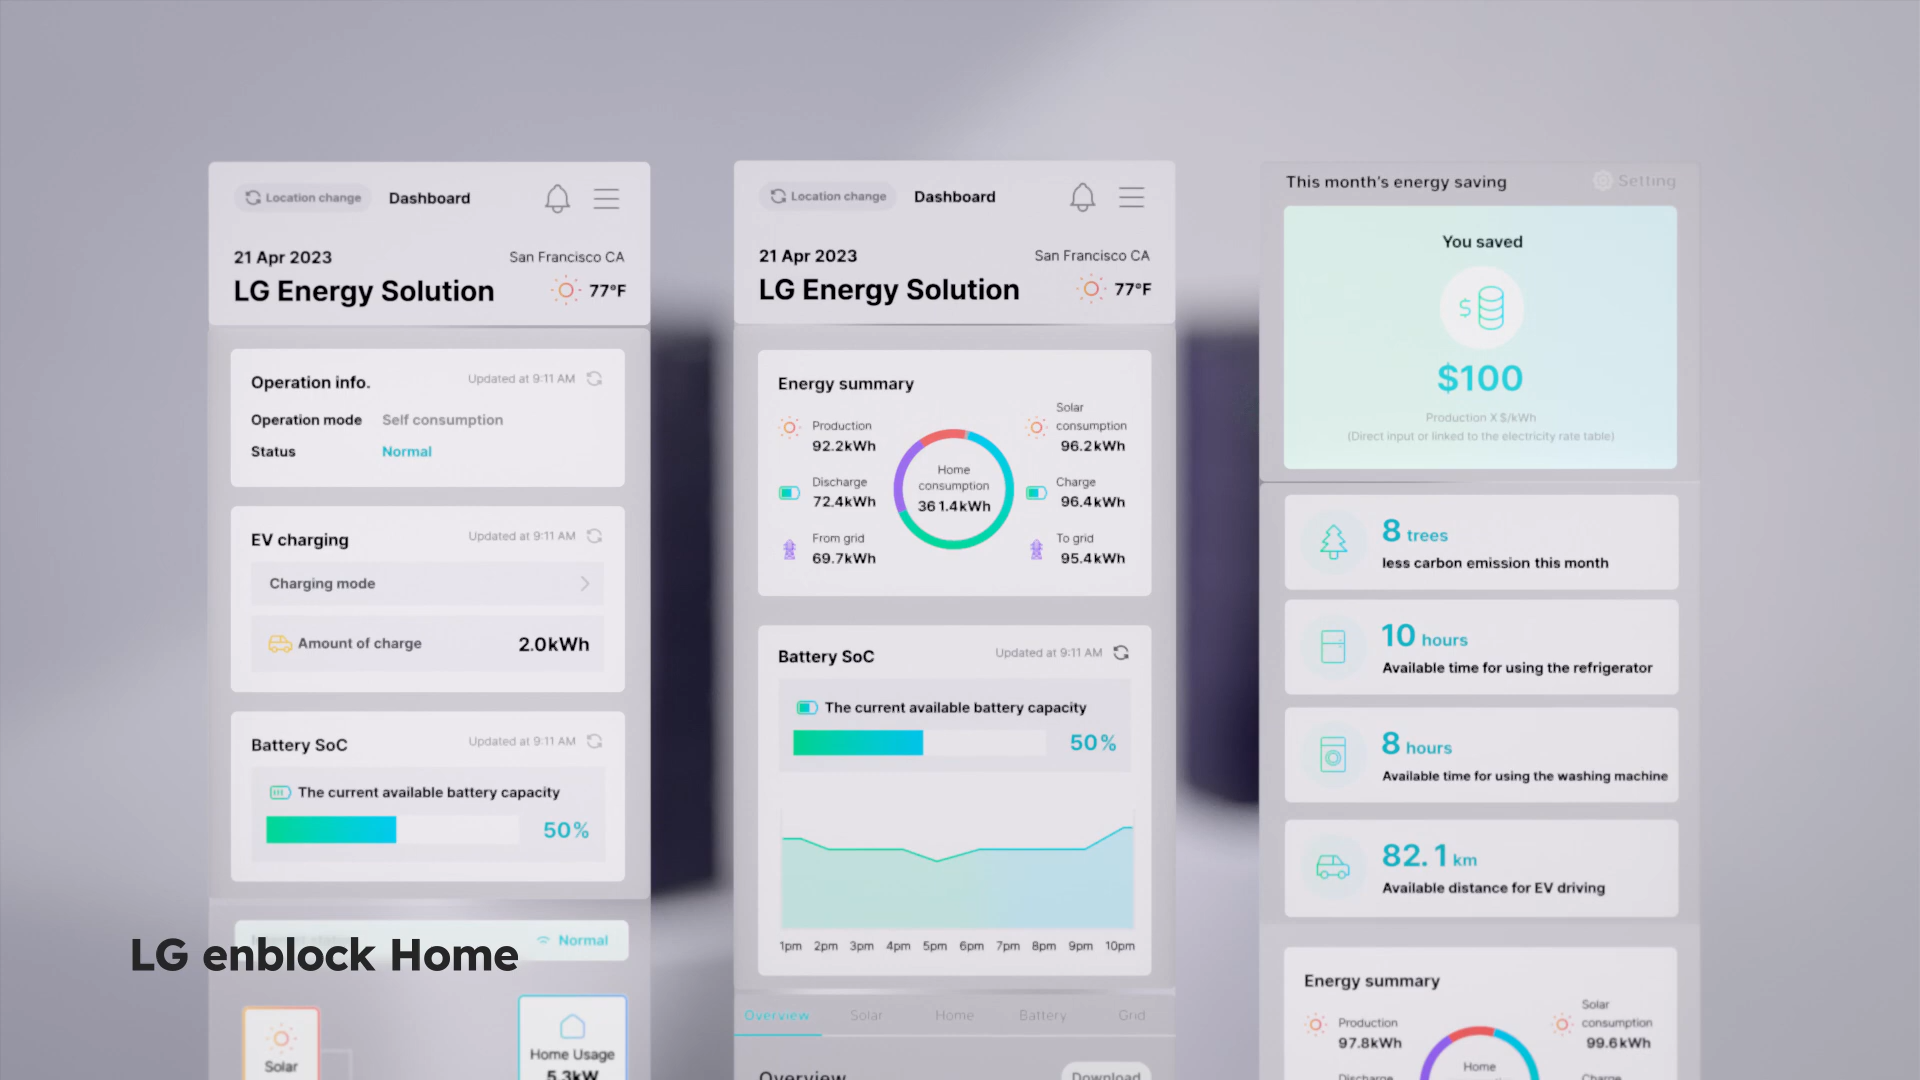 Location change
Dashboard
21 Apr 2023
San Francisco CA
LG Energy Solution
77°F
Operation info.
Updated at 9:11 AM
Operation mode
Self consumption
Status
Normal
EV charging
Updated at 9:11 AM
Charging mode
Amount of charge
2.0kWh
Battery SoC
Updated at 9:11 AM
The current available battery capacity
50%
Normal
LG enblock Home
Solar
Home Usage
5.3kW
Location change
Dashboard
21 Apr 2023
San Francisco CA
LG Energy Solution
77°F
Energy summary
Production
92.2kWh
Discharge
72.4kWh
From grid
69.7kWh
Home
consumption
361.4kWh
Solar
consumption
96.2kWh
Charge
96.4kWh
To grid
95.4kWh
Battery SoC
Updated at 9:11 AM
The current available battery capacity
50%
1pm 2pm 3pm 4pm 5pm 6pm 7pm 8pm 9pm 10pm
Overview Solar Home Battery Grid
Overview
Download
This month's energy saving
Setting
You saved
$
$100
Production X $/kWh
(Direct input or linked to the electricity rate table)
8 trees
less carbon emission this month
10 hours
Available time for using the refrigerator
8 hours
Available time for using the washing machine
82.1 km
Available distance for EV driving
Energy summary
Production
97.8kWh
Discharge
Home
Solar
consumption
99.6kWh
Charge